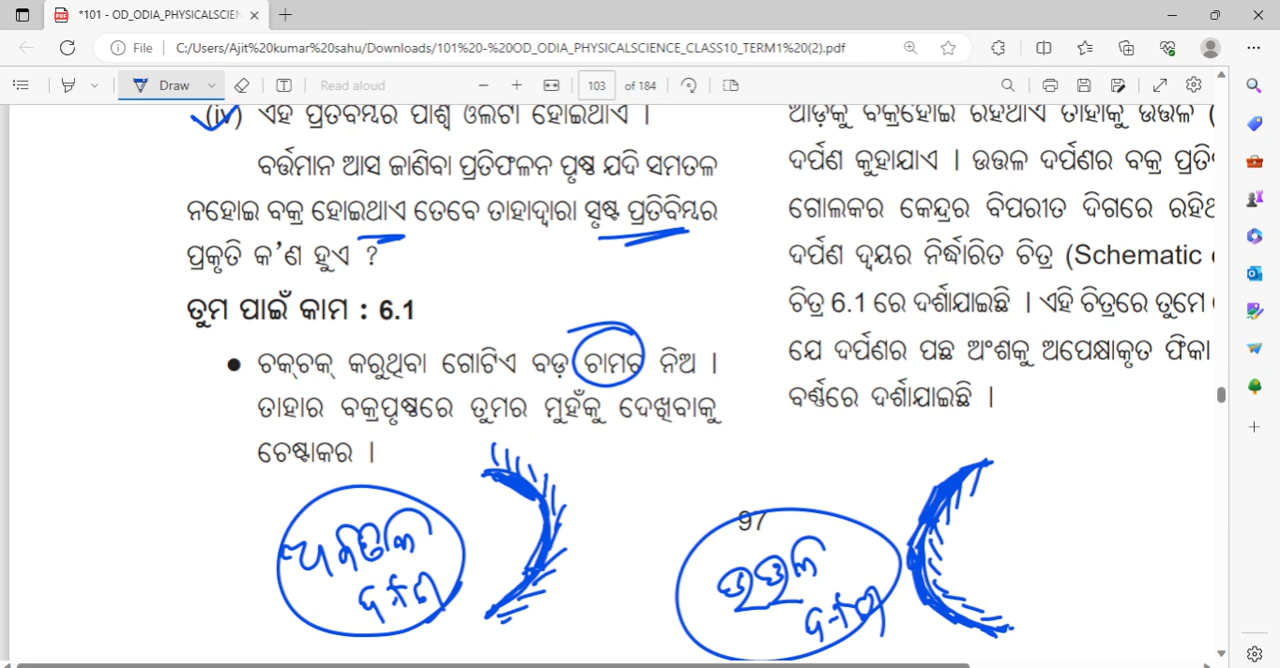 *101 - OD_ODIA_PHYSICALSCIEN
File C:/Users/Ajit%20kumar%20sahu/Downloads/101%20-%20OD_ODIA_PHYSICALSCIENCE_CLASS10_TERM1%20(2).pdf
Draw Read aloud 103 of 184
(iv) ଏହି ପ୍ରତିବିମ୍ବର ପାର୍ଶ୍ୱ ଓଲଟା ହୋଇଥାଏ ।
ବର୍ତ୍ତମାନ ଆସ ଜାଣିବା ପ୍ରତିଫଳନ ପୃଷ୍ଠ ଯଦି ସମତଳ
ନହୋଇ ବକ୍ର ହୋଇଥାଏ ତେବେ ତାହାଦ୍ୱାରା ସୃଷ୍ଟ ପ୍ରତିବିମ୍ବର
ପ୍ରକୃତି କ’ଣ ହୁଏ ?
ତୁମ ପାଇଁ କାମ : 6.1
● ଚକ୍‌ଚକ୍ କରୁଥିବା ଗୋଟିଏ ବଡ଼ ଚାମଚ ନିଅ ।
ତାହାର ବକ୍ରପୃଷ୍ଠରେ ତୁମର ମୁହଁକୁ ଦେଖିବାକୁ
ଚେଷ୍ଟାକର ।
ଅବତଳ
ଦର୍ପଣ
ଆଡ଼କୁ ବକ୍ରହୋଇ ରହିଥାଏ ତାହାକୁ ଉତ୍ତଳ (
ଦର୍ପଣ କୁହାଯାଏ । ଉତ୍ତଳ ଦର୍ପଣର ବକ୍ର
ଗୋଲକର କେନ୍ଦ୍ରର ବିପରୀତ ଦିଗରେ
ଦର୍ପଣ ଦ୍ୱୟର ନିର୍ଦ୍ଧାରିତ ଚିତ୍ର (Schematic
ଚିତ୍ର 6.1 ରେ ଦର୍ଶାଯାଇଛି । ଏହି ଚିତ୍ରରେ ତୁମେ
ଯେ ଦର୍ପଣର ପଛ ଅଂଶକୁ ଅପେକ୍ଷାକୃତ ଫିକା
ବର୍ଣ୍ଣରେ ଦର୍ଶାଯାଇଛି ।
97
ଉତ୍ତଳ
ଦର୍ପଣ